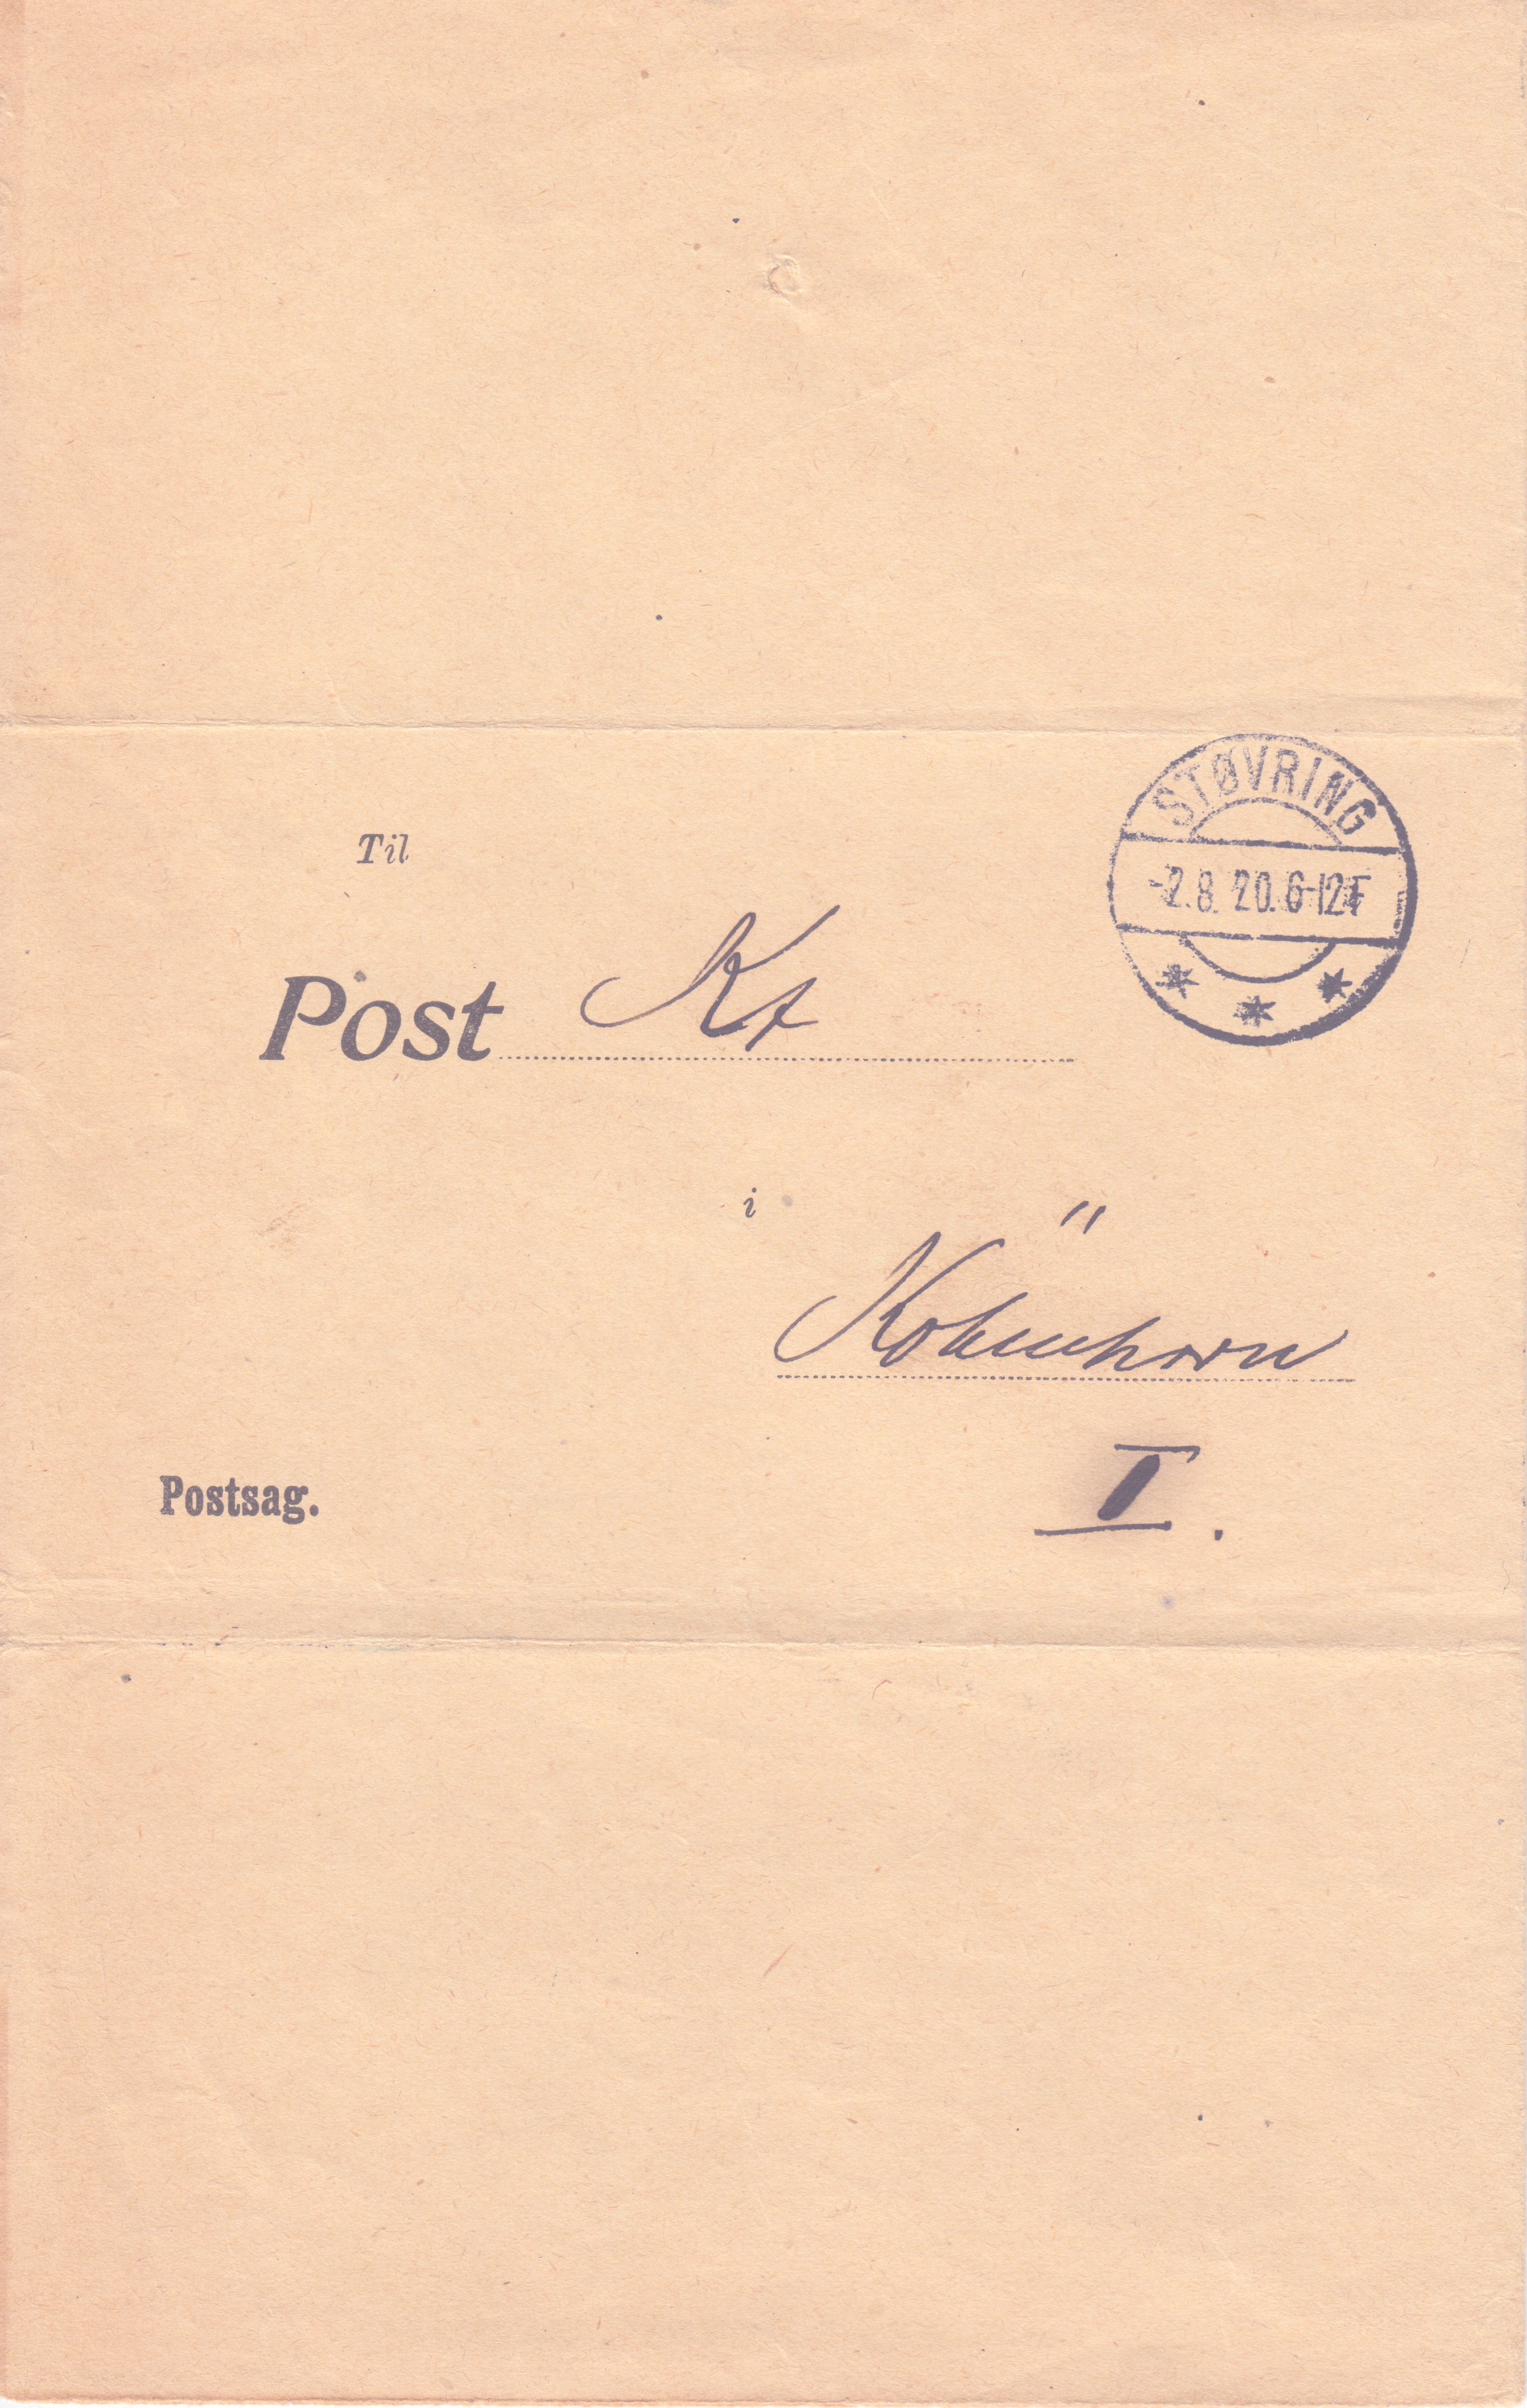 STØVRING
-2.8.20.6-12F
Til
Post Kt
i
"
København
I.
Postsag.